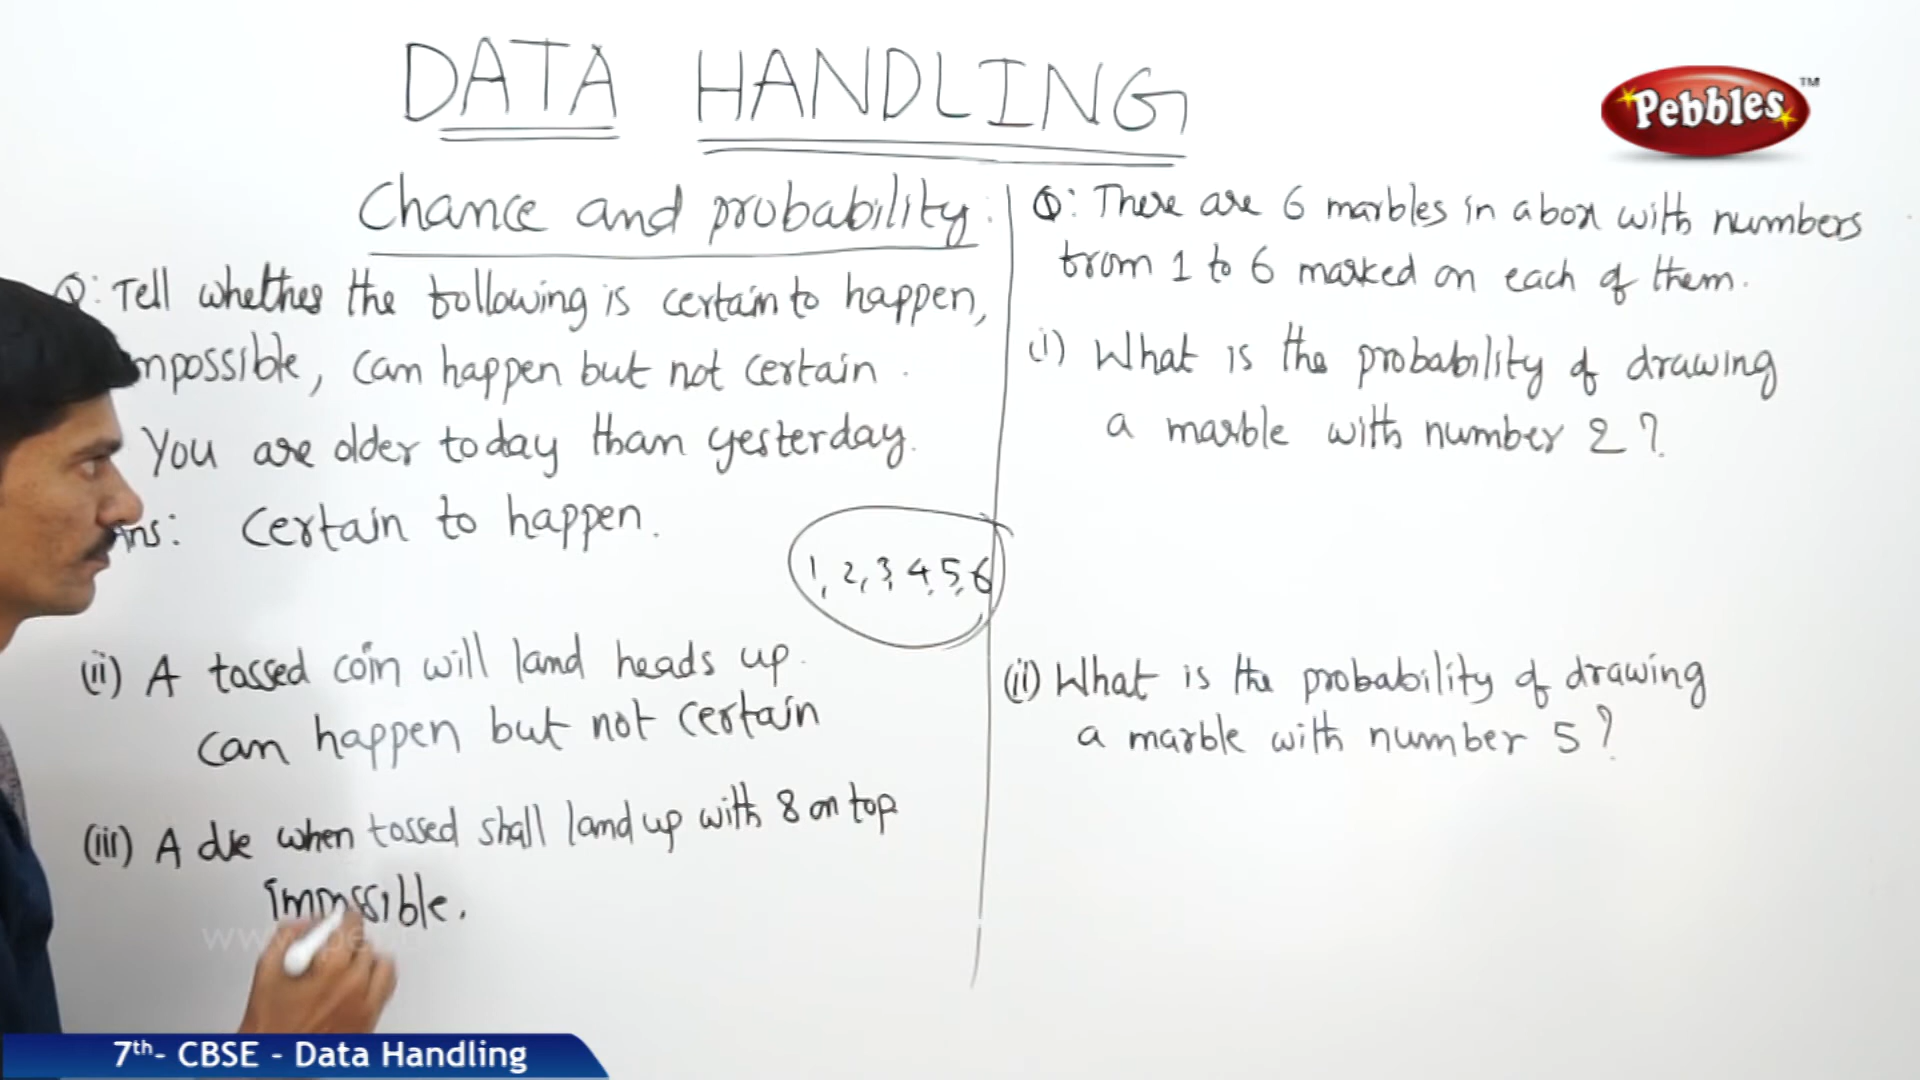 DATA HANDLING
Pebbles™
Chance and probability:
Q: Tell whether the following is certain to happen,
mpossible, can happen but not certain.
You are older today than yesterday.
Ans: Certain to happen.
1, 2, 3, 4, 5, 6
(ii) A tossed coin will land heads up.
can happen but not certain
(iii) A die when tossed shall land up with 8 on top
Impossible.
Q: There are 6 marbles in a box with numbers
from 1 to 6 marked on each of them.
(i) What is the probability of drawing
a marble with number 2?
(ii) What is the probability of drawing
a marble with number 5?
7th- CBSE - Data Handling